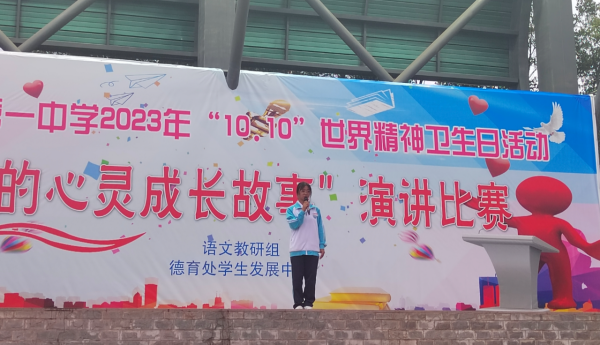 第一中学2023年“10.10”世界精神卫生日活动
的心灵成长故事”演讲比赛
语文教研组
德育处学生发展中